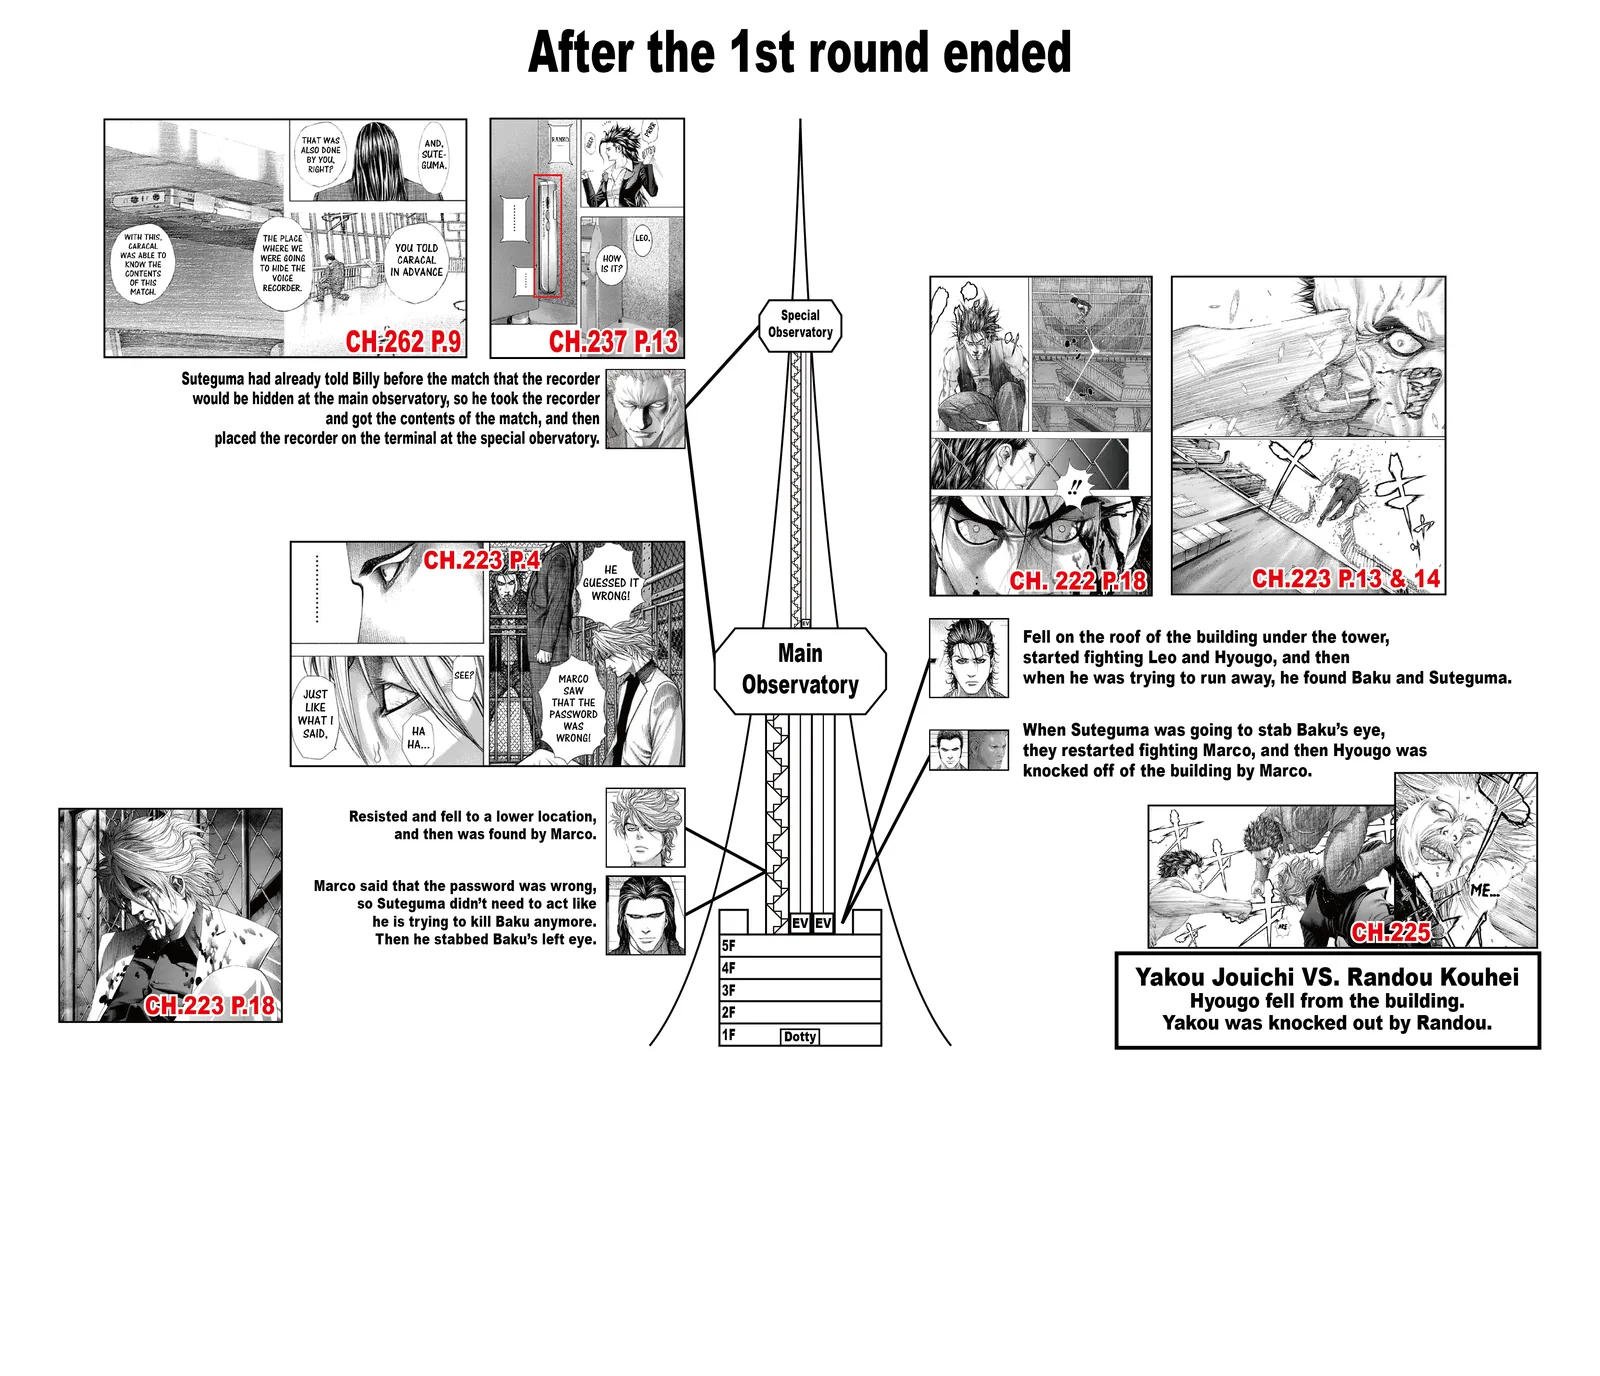 After the 1st round ended
THAT WAS
ALSO DONE
BY YOU,
RIGHT?
AND,
SUTE-
GUMA.
WITH THIS,
CARACAL
WAS ABLE TO
KNOW THE
CONTENTS
OF THIS
MATCH.
THE PLACE
WHERE WE
WERE GOING
TO HIDE THE
VOICE
RECORDER.
YOU TOLD
CARACAL
IN ADVANCE
CH.262 P.9
PRRR
LEO.
HOW
IS IT?
CH.237 P.13
Suteguma had already told Billy before the match that the recorder
would be hidden at the main observatory, so he took the recorder
and got the contents of the match, and then
placed the recorder on the terminal at the special obervatory.
Special
Observatory
EV
Main
Observatory
CH. 222 P.18
!!
CH.223 P.13 & 14
CH.223 P.4
HE
GUESSED IT
WRONG!
MARCO
SAW
THAT THE
PASSWORD
WAS
WRONG!
SEE?
JUST
LIKE
WHAT I
SAID,
HA
HA...
Fell on the roof of the building under the tower,
started fighting Leo and Hyougo, and then
when he was trying to run away, he found Baku and Suteguma.
When Suteguma was going to stab Baku's eye,
they restarted fighting Marco, and then Hyougo was
knocked off of the building by Marco.
Resisted and fell to a lower location,
and then was found by Marco.
Marco said that the password was wrong,
so Suteguma didn't need to act like
he is trying to kill Baku anymore.
Then he stabbed Baku's left eye.
CH.223 P.18
EV EV
5F
4F
3F
2F
1F
Dotty
ME...
CH.225
Yakou Jouichi VS. Randou Kouhei
Hyougo fell from the building.
Yakou was knocked out by Randou.